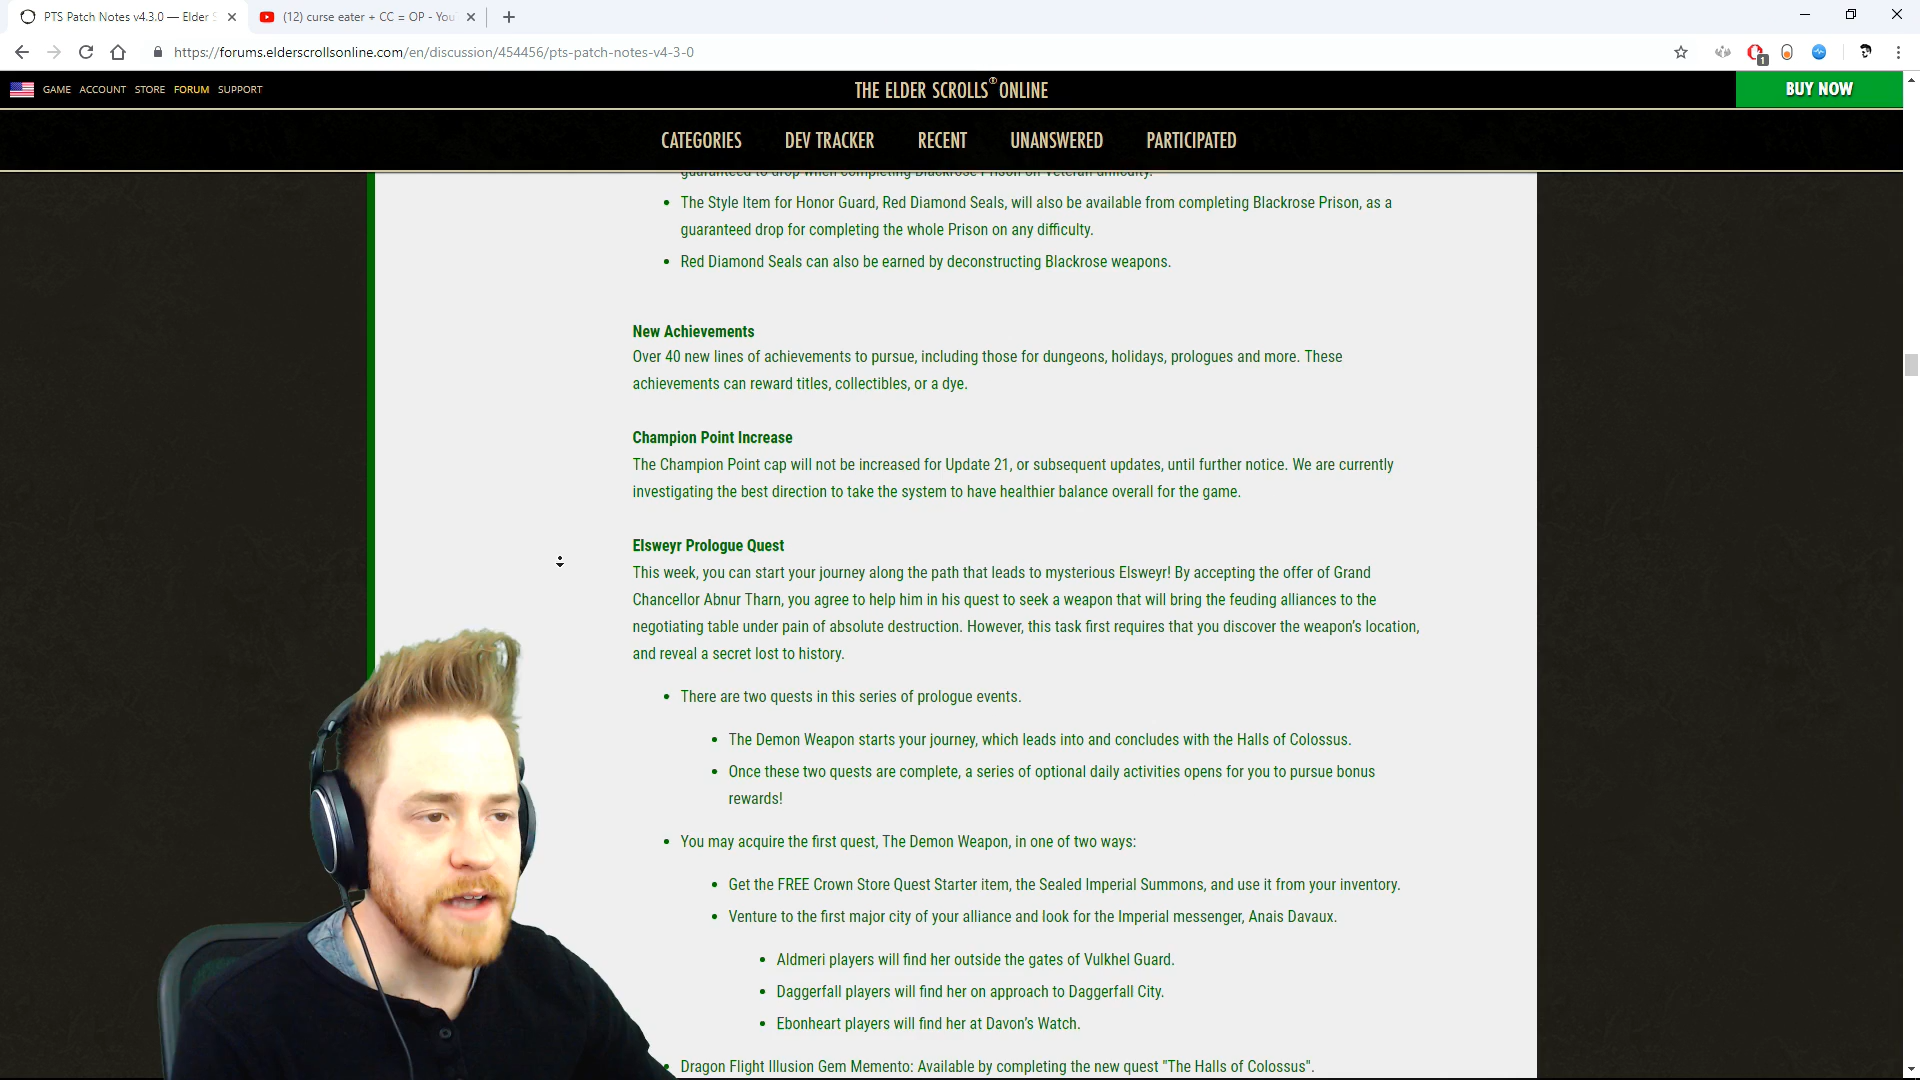 PTS Patch Notes v4.3.0 — Elder S
(12) curse eater + CC = OP - You
https://forums.elderscrollsonline.com/en/discussion/454456/pts-patch-notes-v4-3-0
1
GAME ACCOUNT STORE FORUM SUPPORT
THE ELDER SCROLLS ONLINE
BUY NOW
CATEGORIES DEV TRACKER RECENT UNANSWERED PARTICIPATED
guaranteed to drop when completing Blackrose Prison on Veteran difficulty.
• The Style Item for Honor Guard, Red Diamond Seals, will also be available from completing Blackrose Prison, as a
guaranteed drop for completing the whole Prison on any difficulty.
• Red Diamond Seals can also be earned by deconstructing Blackrose weapons.
New Achievements
Over 40 new lines of achievements to pursue, including those for dungeons, holidays, prologues and more. These
achievements can reward titles, collectibles, or a dye.
Champion Point Increase
The Champion Point cap will not be increased for Update 21, or subsequent updates, until further notice. We are currently
investigating the best direction to take the system to have healthier balance overall for the game.
Elsweyr Prologue Quest
This week, you can start your journey along the path that leads to mysterious Elsweyr! By accepting the offer of Grand
Chancellor Abnur Tharn, you agree to help him in his quest to seek a weapon that will bring the feuding alliances to the
negotiating table under pain of absolute destruction. However, this task first requires that you discover the weapon's location,
and reveal a secret lost to history.
• There are two quests in this series of prologue events.
• The Demon Weapon starts your journey, which leads into and concludes with the Halls of Colossus.
• Once these two quests are complete, a series of optional daily activities opens for you to pursue bonus
rewards!
• You may acquire the first quest, The Demon Weapon, in one of two ways:
• Get the FREE Crown Store Quest Starter item, the Sealed Imperial Summons, and use it from your inventory.
• Venture to the first major city of your alliance and look for the Imperial messenger, Anais Davaux.
• Aldmeri players will find her outside the gates of Vulkhel Guard.
• Daggerfall players will find her on approach to Daggerfall City.
• Ebonheart players will find her at Davon's Watch.
• Dragon Flight Illusion Gem Memento: Available by completing the new quest "The Halls of Colossus".